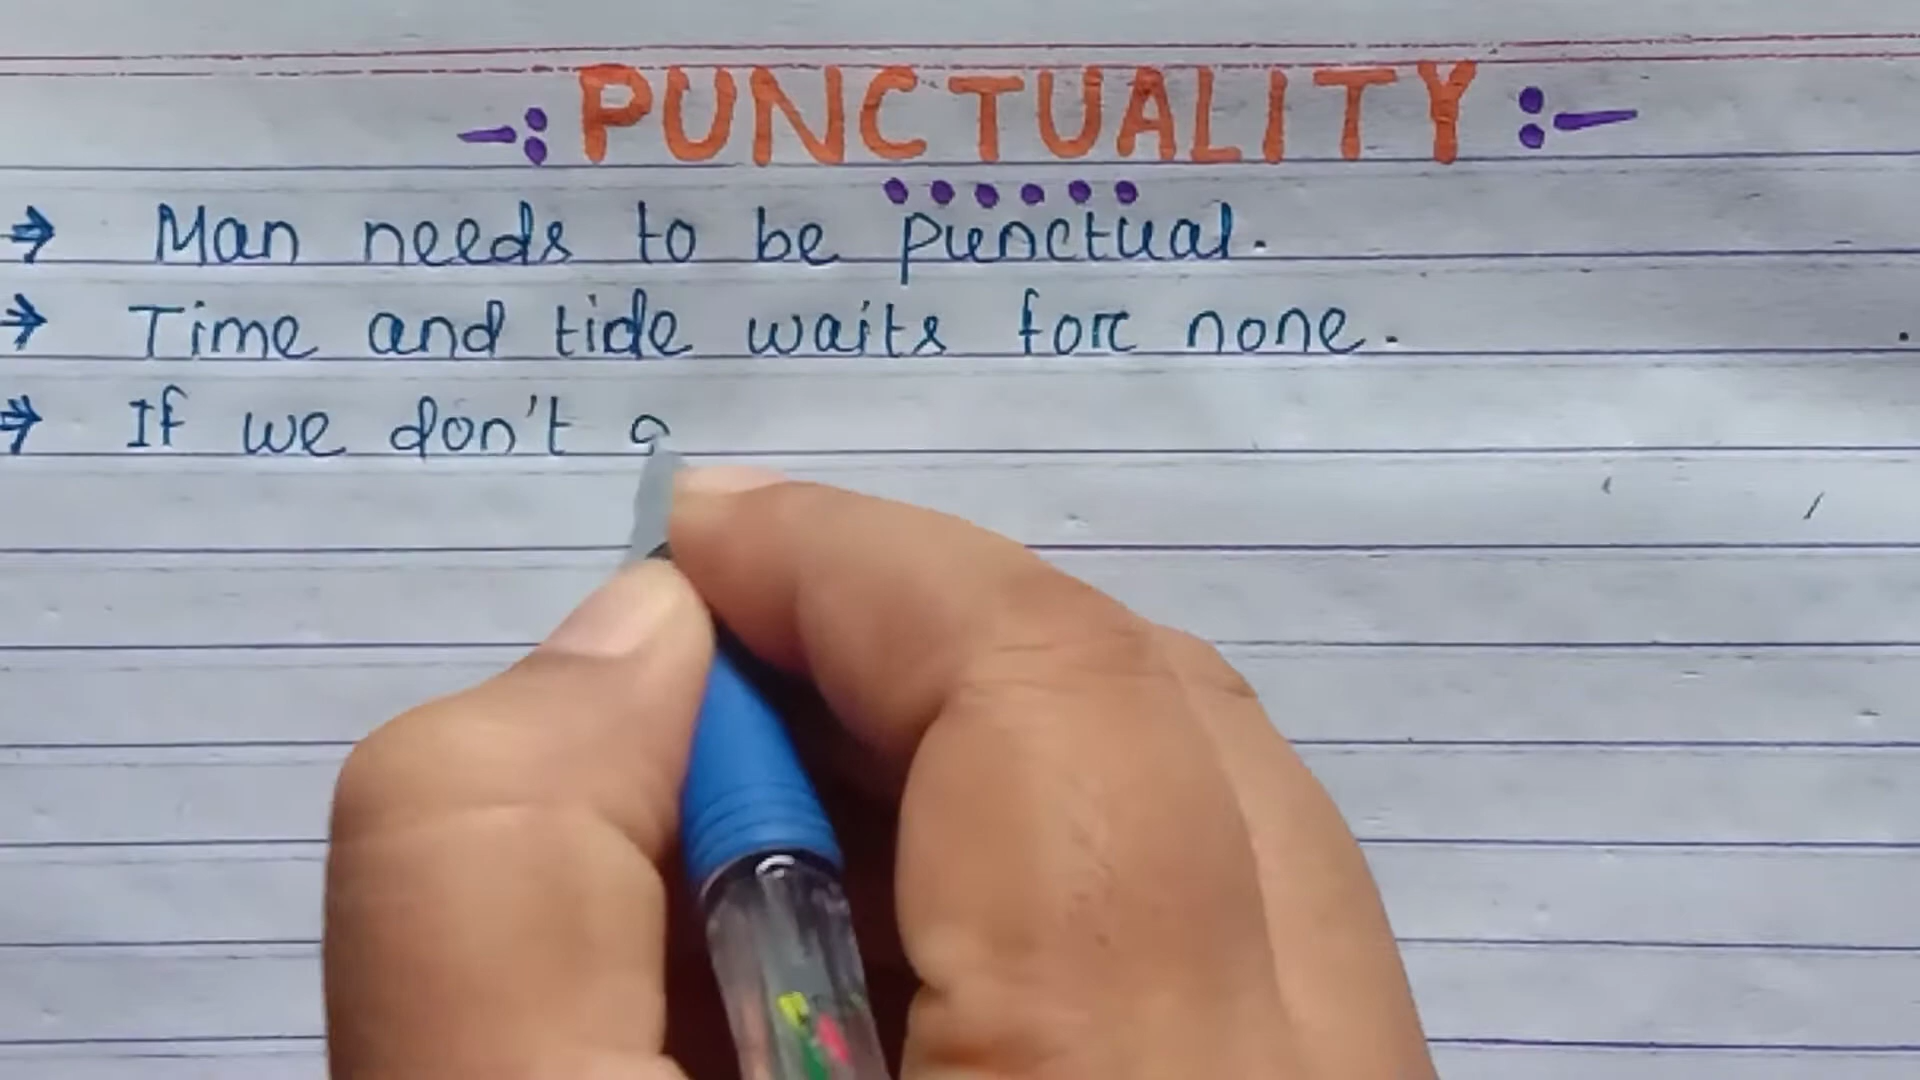 -: PUNCTUALITY :-
→ Man needs to be punctual.
→ Time and tide waits for none.
→ If we don't